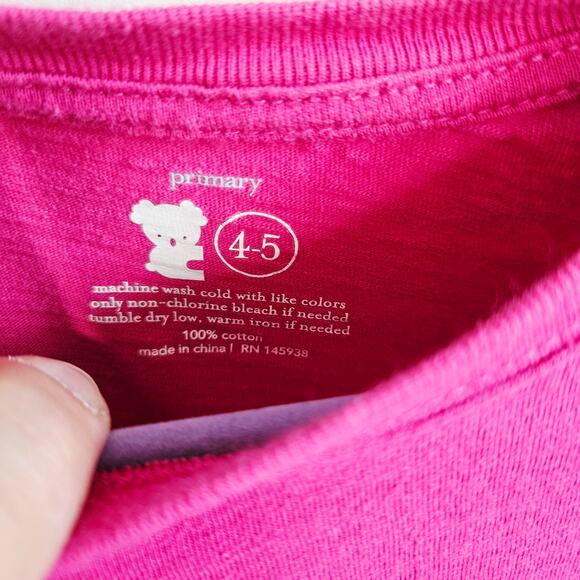 primary
4-5
machine wash cold with like colors
only non-chlorine bleach if needed
tumble dry low, warm iron if needed
100% cotton
made in china | RN 145938